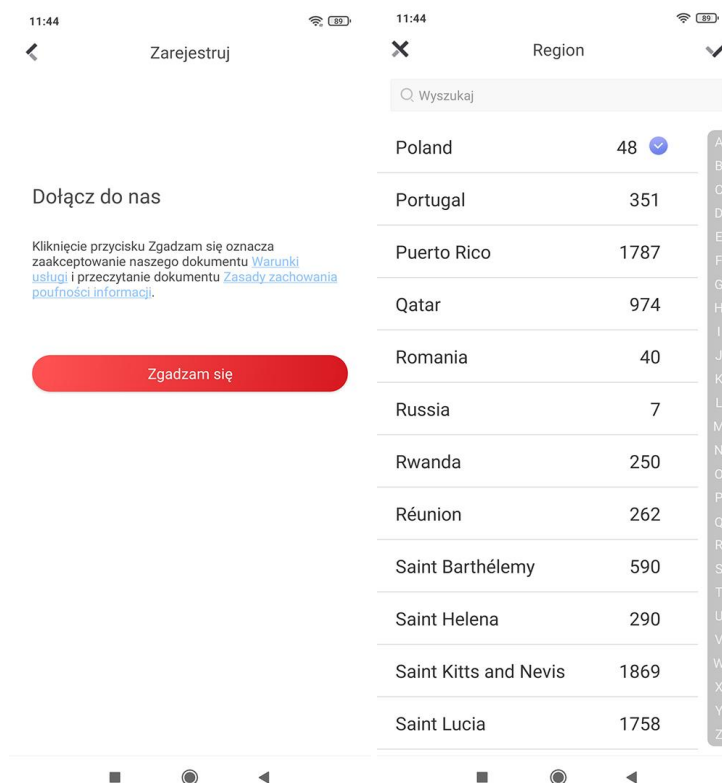 11:44
89
Zarejestruj
Dołącz do nas
Kliknięcie przycisku Zgadzam się oznacza
zaakceptowanie naszego dokumentu Warunki
usługi i przeczytanie dokumentu Zasady zachowania
poufności informacji.
Zgadzam się
11:44
89
Region
Wyszukaj
Poland 48
Portugal 351
Puerto Rico 1787
Qatar 974
Romania 40
Russia 7
Rwanda 250
Réunion 262
Saint Barthélemy 590
Saint Helena 290
Saint Kitts and Nevis 1869
Saint Lucia 1758
A
B
C
D
E
F
G
H
I
J
K
L
M
N
O
P
Q
R
S
T
U
V
W
X
Y
Z